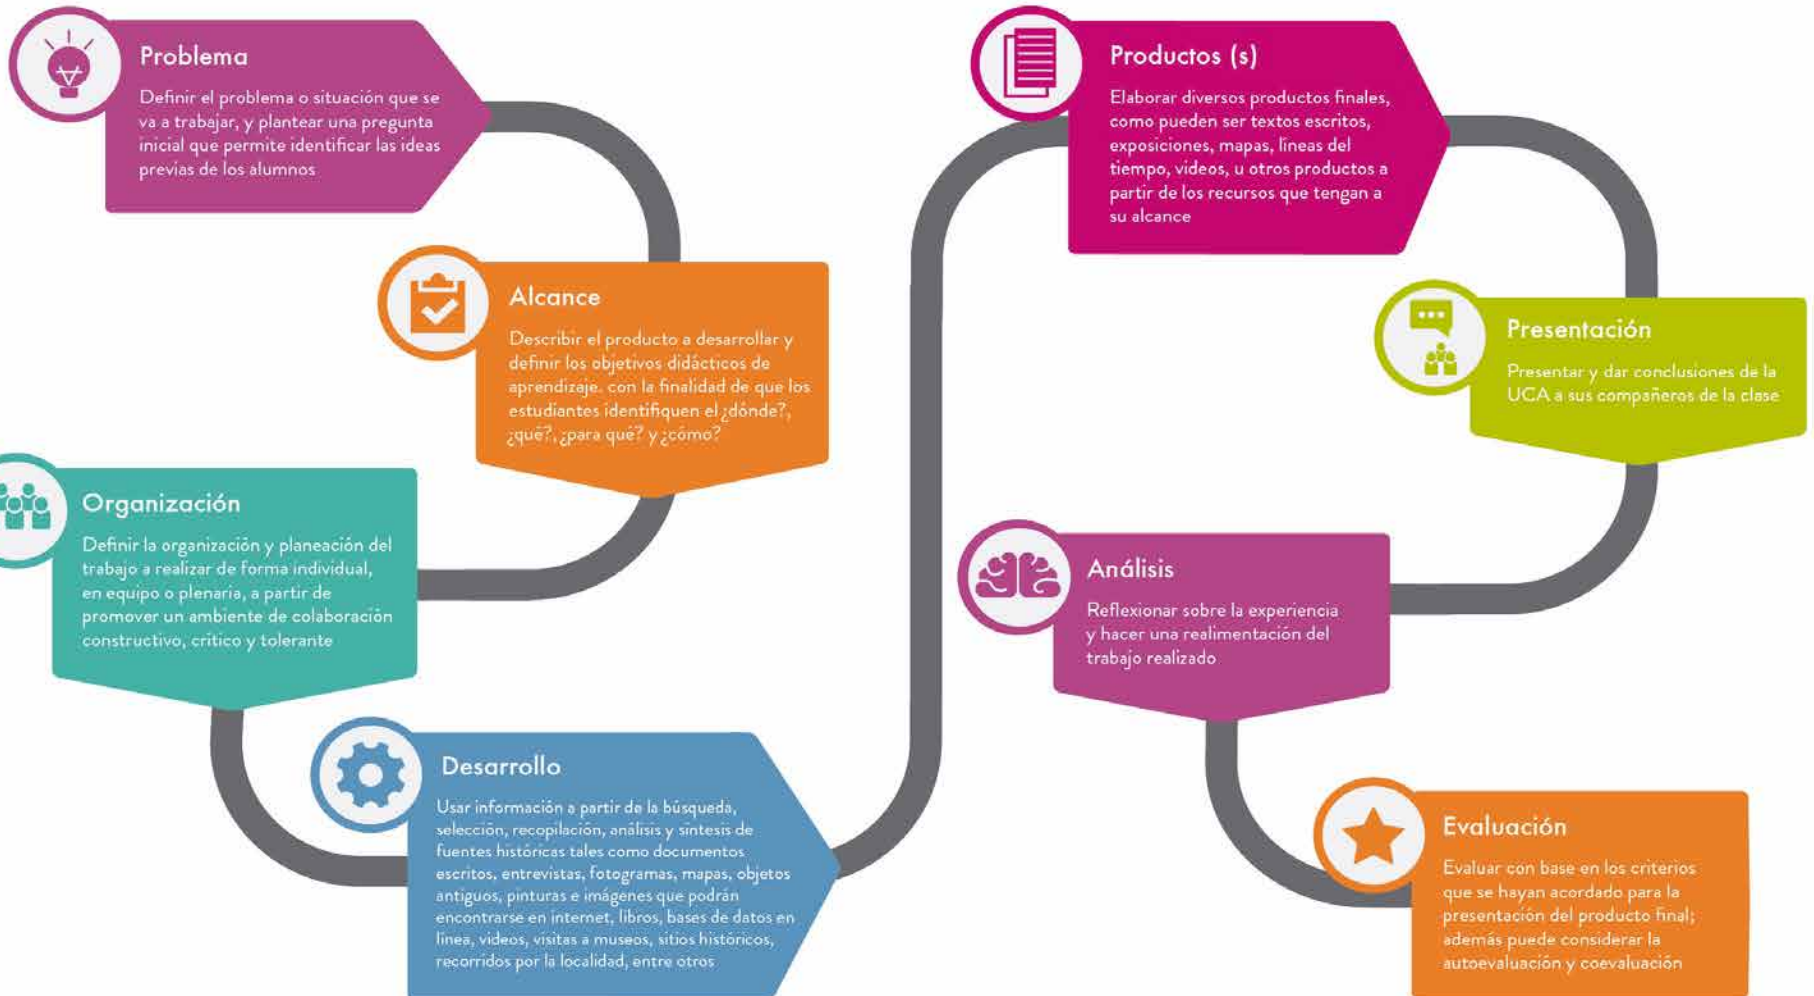 Problema
Definir el problema o situación que se
va a trabajar, y plantear una pregunta
inicial que permite identificar las ideas
previas de los alumnos
Alcance
Describir el producto a desarrollar y
definir los objetivos didácticos de
aprendizaje. con la finalidad de que los
estudiantes identifiquen el ¿dónde?,
¿qué?, ¿para qué? y ¿cómo?
Organización
Definir la organización y planeación del
trabajo a realizar de forma individual,
en equipo o plenaria, a partir de
promover un ambiente de colaboración
constructivo, crítico y tolerante
Desarrollo
Usar información a partir de la búsqueda,
selección, recopilación, análisis y síntesis de
fuentes históricas tales como documentos
escritos, entrevistas, fotogramas, mapas, objetos
antiguos, pinturas e imágenes que podrán
encontrarse en internet, libros, bases de datos en
línea, videos, visitas a museos, sitios históricos,
recorridos por la localidad, entre otros
Productos (s)
Elaborar diversos productos finales,
como pueden ser textos escritos,
exposiciones, mapas, líneas del
tiempo, videos, u otros productos a
partir de los recursos que tengan a
su alcance
Presentación
Presentar y dar conclusiones de la
UCA a sus compañeros de la clase
Análisis
Reflexionar sobre la experiencia
y hacer una realimentación del
trabajo realizado
Evaluación
Evaluar con base en los criterios
que se hayan acordado para la
presentación del producto final;
además puede considerar la
autoevaluación y coevaluación